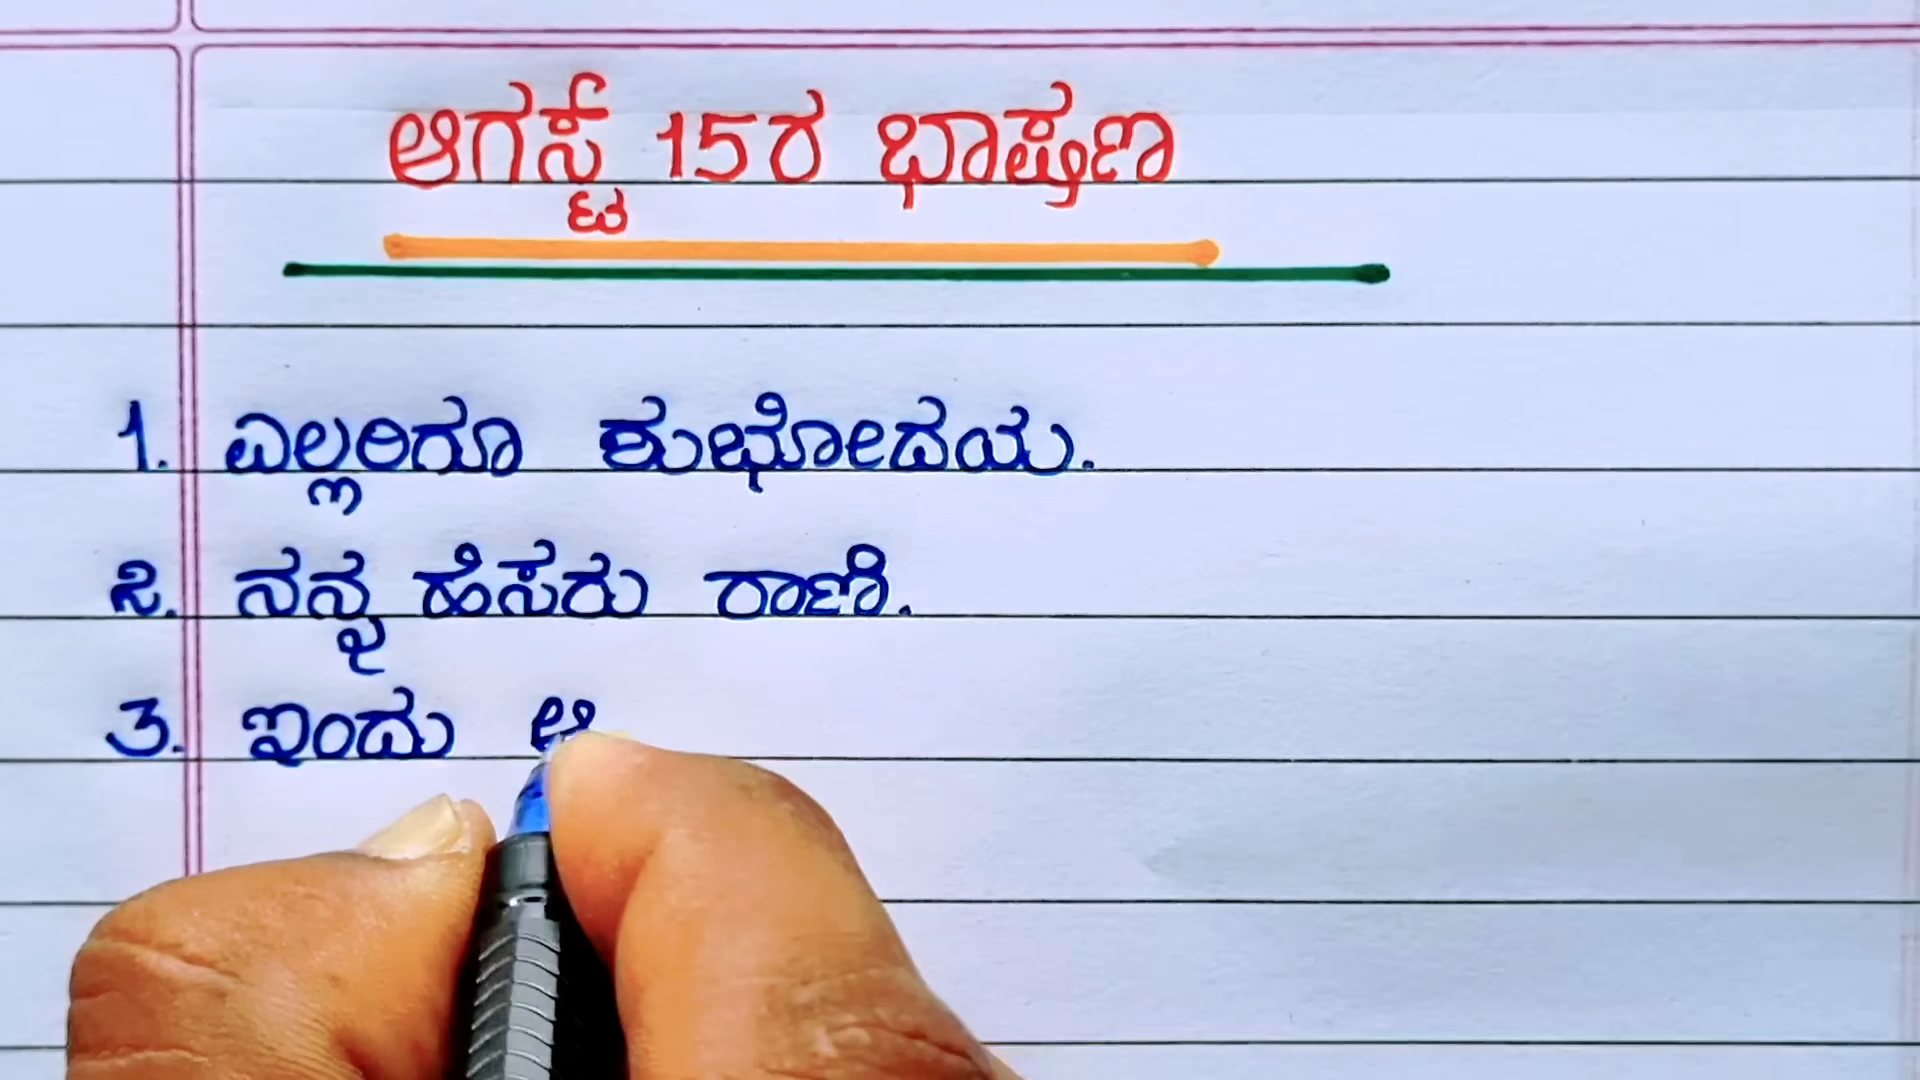 ಆಗಸ್ಟ್ 15ರ ಭಾಷಣ
1. ಎಲ್ಲರಿಗೂ ಶುಭೋದಯ.
2. ನನ್ನ ಹೆಸರು ರಾಣಿ.
3. ಇಂದು ಆ